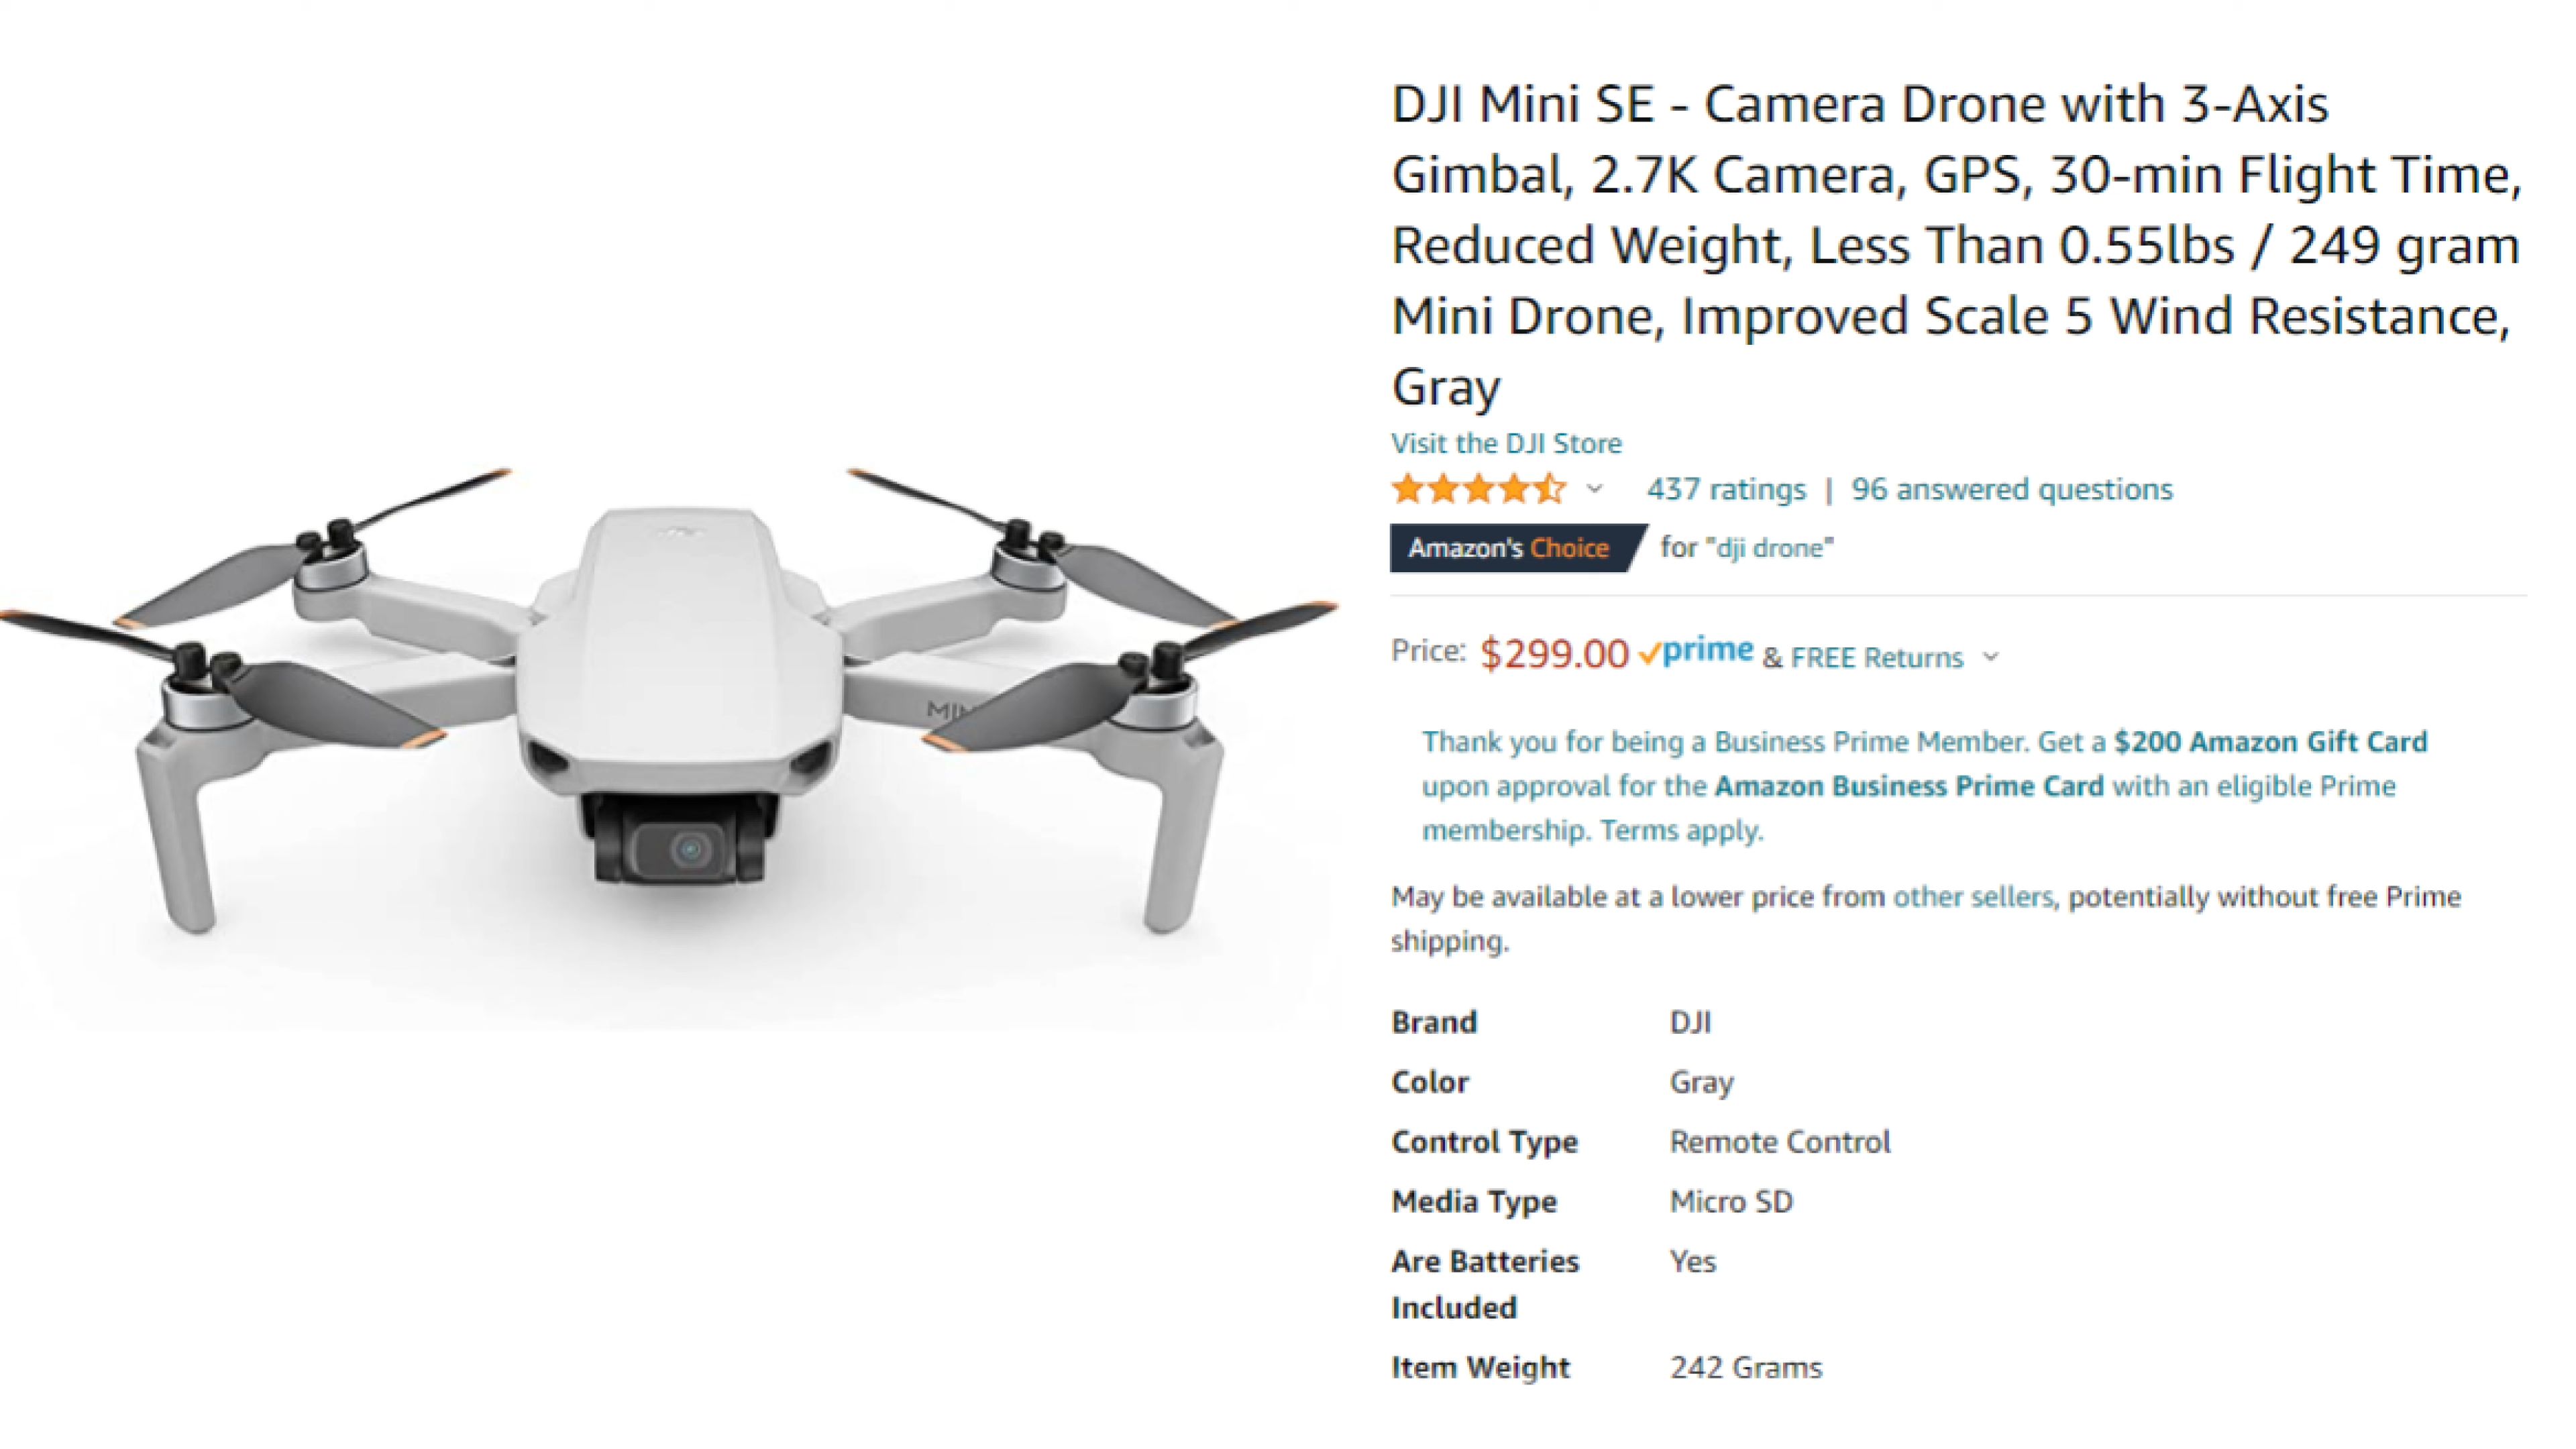 DJI Mini SE - Camera Drone with 3-Axis
Gimbal, 2.7K Camera, GPS, 30-min Flight Time,
Reduced Weight, Less Than 0.55lbs / 249 gram
Mini Drone, Improved Scale 5 Wind Resistance,
Gray
Visit the DJI Store
437 ratings | 96 answered questions
Amazon's Choice for "dji drone"
Price: $299.00 prime & FREE Returns
MIN
Thank you for being a Business Prime Member. Get a $200 Amazon Gift Card
upon approval for the Amazon Business Prime Card with an eligible Prime
membership. Terms apply.
May be available at a lower price from other sellers, potentially without free Prime
shipping.
Brand DJI
Color Gray
Control Type Remote Control
Media Type Micro SD
Are Batteries Yes
Included
Item Weight 242 Grams